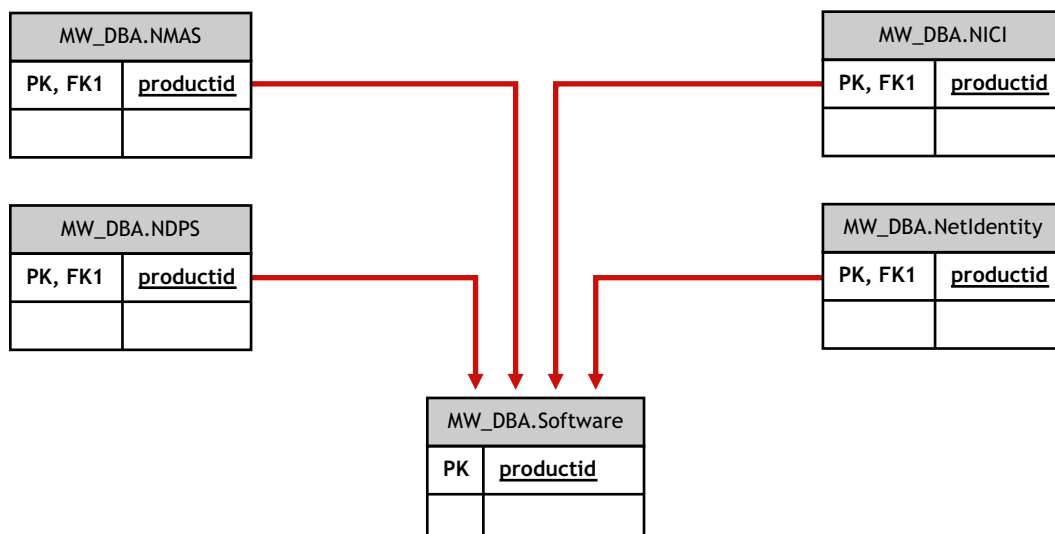 MW_DBA.NMAS
PK, FK1 productid
MW_DBA.NICI
PK, FK1 productid
MW_DBA.NDPS
PK, FK1 productid
MW_DBA.NetIdentity
PK, FK1 productid
MW_DBA.Software
PK productid